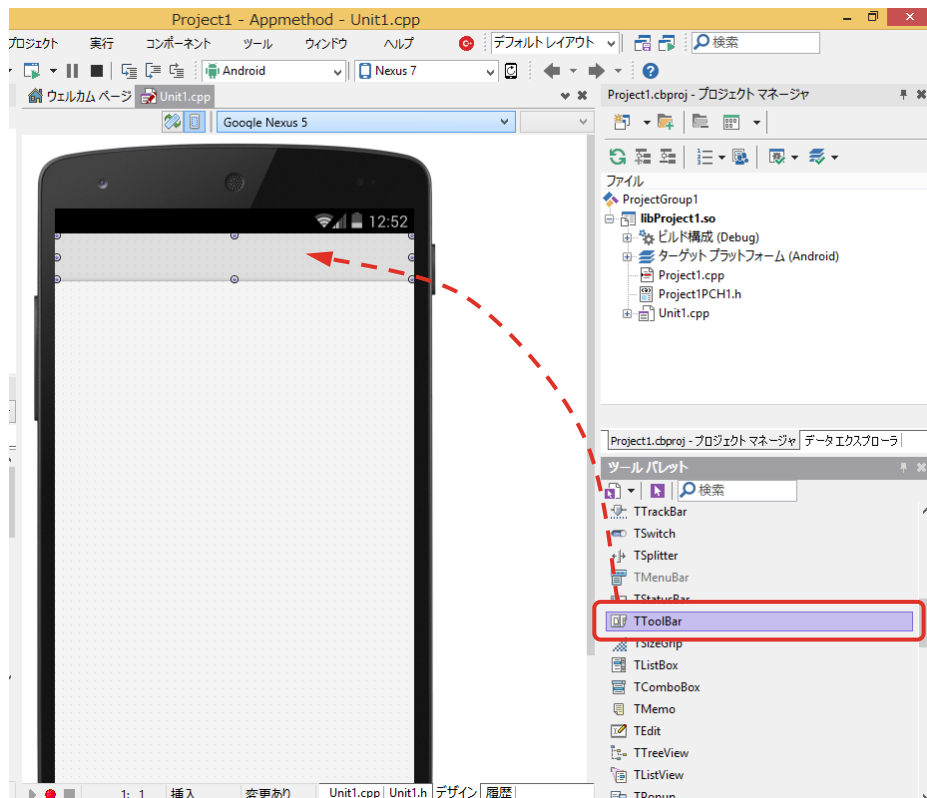 Project1 - Appmethod - Unit1.cpp
プロジェクト 実行 コンポーネント ツール ウィンドウ ヘルプ デフォルト レイアウト 検索
Android Nexus 7
ウェルカム ページ Unit1.cpp
Google Nexus 5
12:52
Project1.cbproj - プロジェクト マネージャ
ファイル
ProjectGroup1
libProject1.so
ビルド構成 (Debug)
ターゲット プラットフォーム (Android)
Project1.cpp
Project1PCH1.h
Unit1.cpp
Project1.cbproj - プロジェクト マネージャ データ エクスプローラ
ツール パレット
検索
TTrackBar
TSwitch
TSplitter
TMenuBar
TStatusBar
TToolBar
TSizeGrip
TListBox
TComboBox
TMemo
TEdit
TTreeView
TListView
TPopup
1: 1 挿入 変更あり Unit1.cpp Unit1.h デザイン 履歴